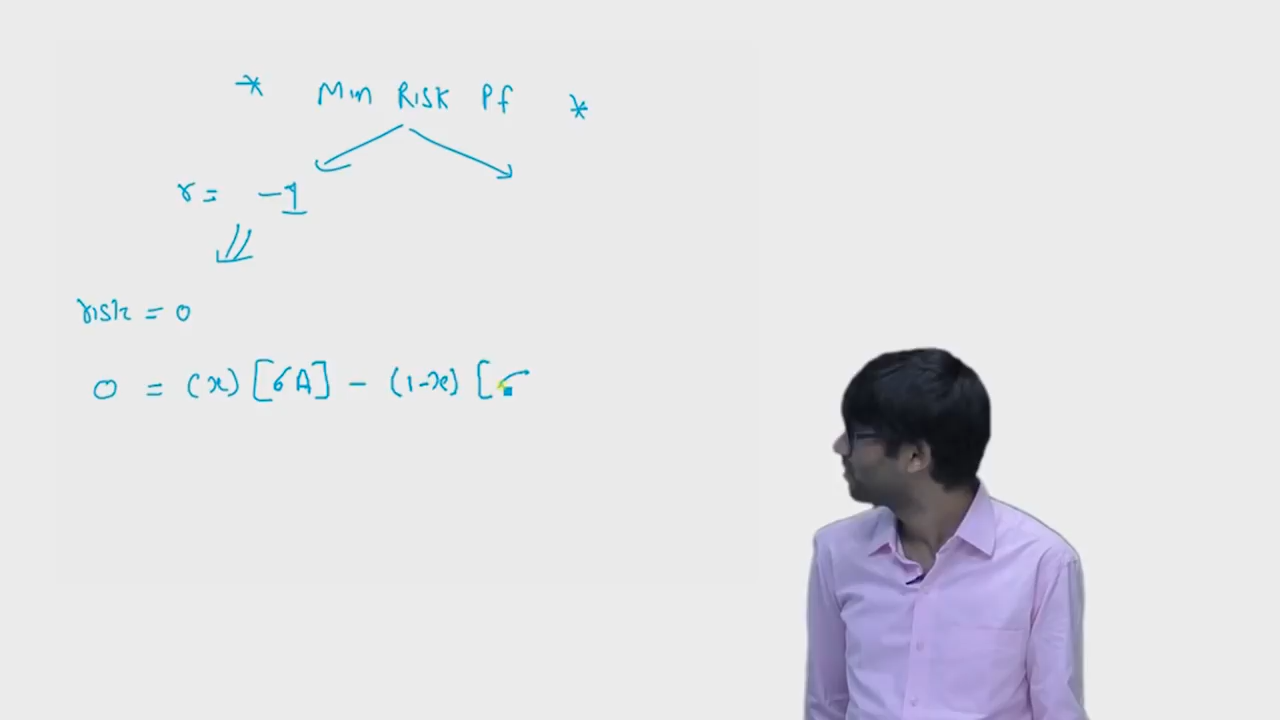 * Min Risk Pf *
r = -1
risk = 0
0 = (x) [σA] - (1-x) [σ